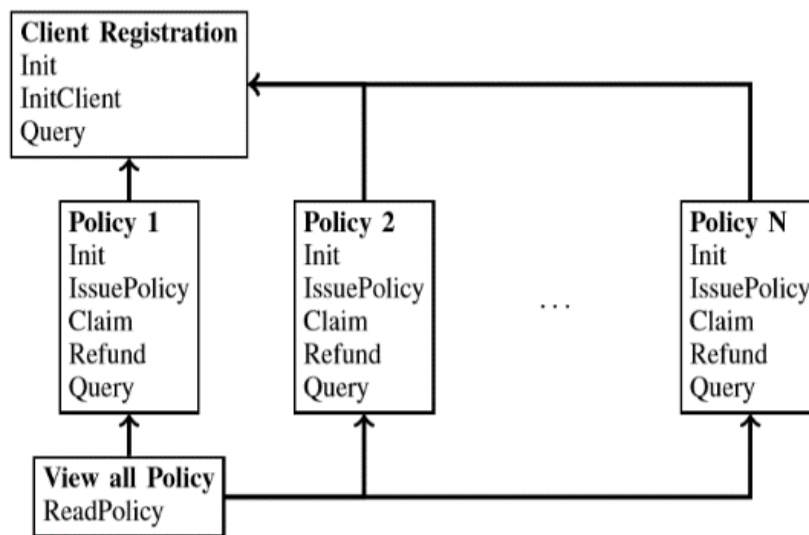 Client Registration
Init
InitClient
Query
Policy 1
Init
IssuePolicy
Claim
Refund
Query
Policy 2
Init
IssuePolicy
Claim
Refund
Query
...
Policy N
Init
IssuePolicy
Claim
Refund
Query
View all Policy
ReadPolicy